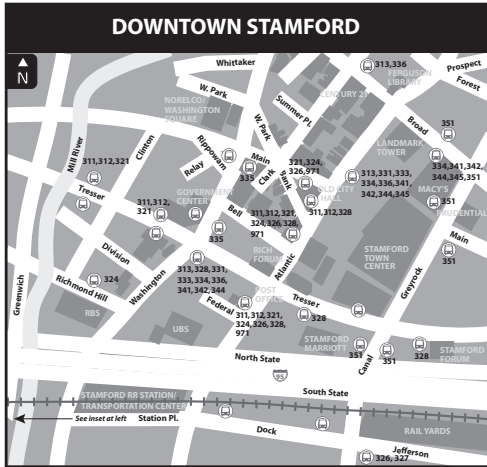 DOWNTOWN STAMFORD
N
Whittaker
313,336
Prospect
FERGUSON
LIBRARY
Forest
W. Park
CENTURY 21
NORELCO/
WASHINGTON
SQUARE
Summer Pl.
W. Park
Broad
351
Mill River
Clinton
Rippowam
Relay
Main
335
Clark
Bank
LANDMARK
TOWER
311,312,321
321,324,
326,971
313,331,333,
334,336,341,
342,344,345
334,341,342,
344,345,351
Tresser
GOVERNMENT
CENTER
OLD CITY
HALL
MACY'S
351
PRUDENTIAL
311,312,
321
Bell
311,312,328
311,312,321,
324,326,328,
971
335
Main
351
Division
RICH
FORUM
STAMFORD
TOWN
CENTER
Greyrock
Greenwich
Richmond Hill
324
Washington
313,328,331,
333,334,336,
341,342,344
Atlantic
RBS
POST
OFFICE
Federal
Tresser
328
311,312,321,
324,326,328,
971
UBS
STAMFORD
MARRIOTT
351
Canal
351
328
STAMFORD
FORUM
North State
95
South State
STAMFORD RR STATION/
TRANSPORTATION CENTER
See inset at left
Station Pl.
Dock
RAIL YARDS
Jefferson
326, 327